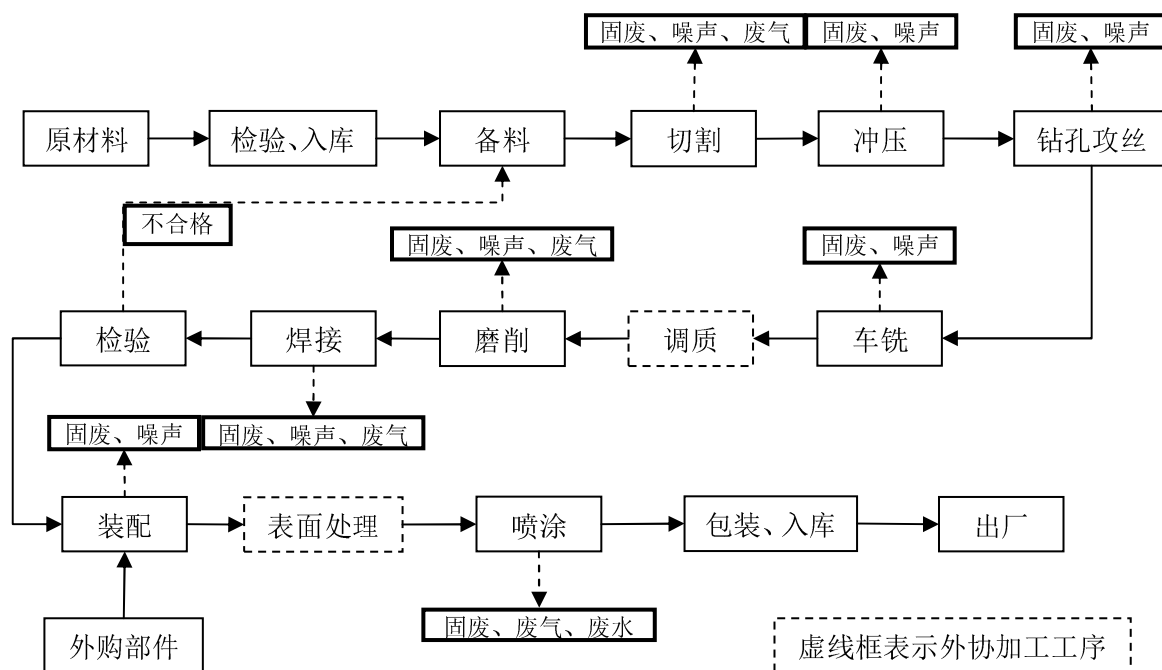 固废、噪声、废气
固废、噪声
固废、噪声
原材料
检验、入库
备料
切割
冲压
钻孔攻丝
不合格
固废、噪声、废气
固废、噪声
检验
焊接
磨削
调质
车铣
固废、噪声
固废、噪声、废气
装配
表面处理
喷涂
包装、入库
出厂
固废、废气、废水
外购部件
虚线框表示外协加工工序